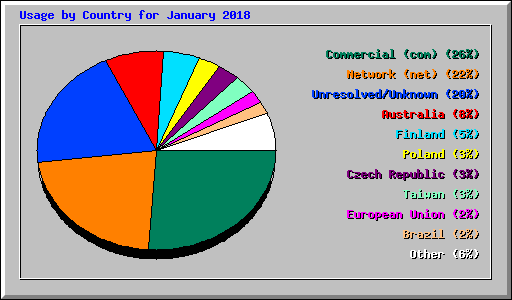 Usage by Country for January 2018
Commercial (com) (26%)
Network (net) (22%)
Unresolved/Unknown (20%)
Australia (8%)
Finland (5%)
Poland (3%)
Czech Republic (3%)
Taiwan (3%)
European Union (2%)
Brazil (2%)
Other (6%)